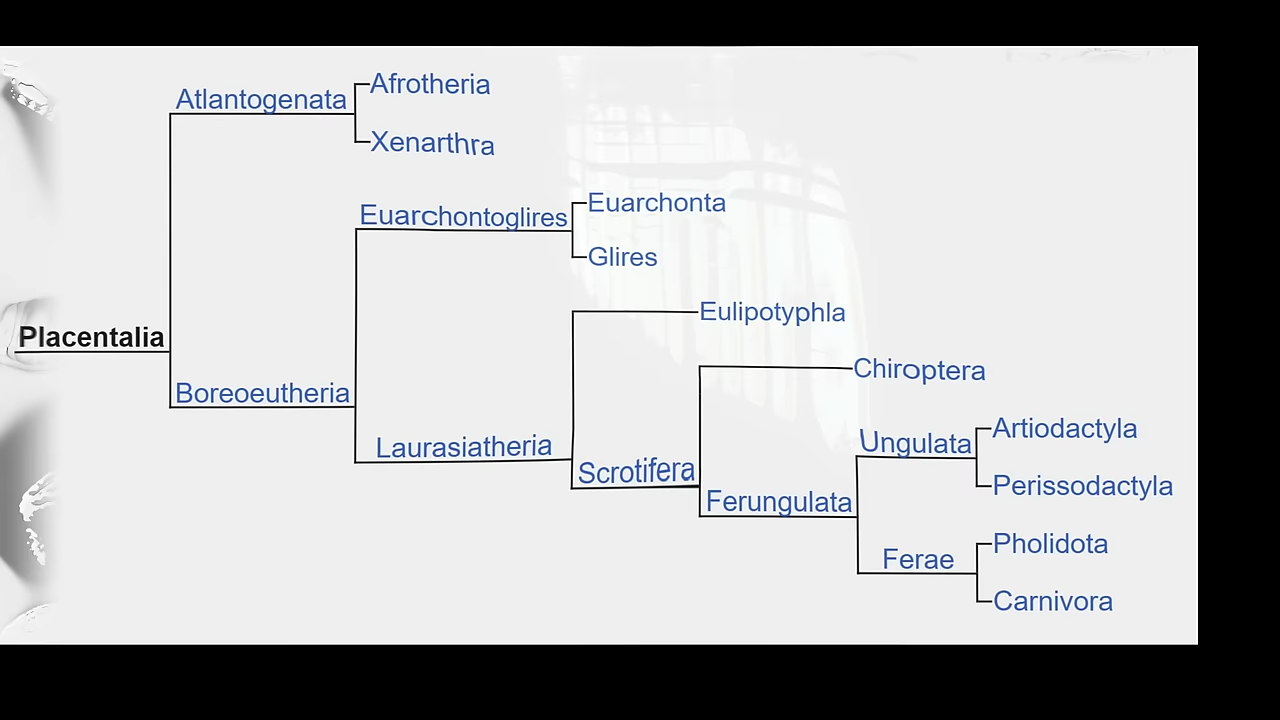 Afrotheria
Atlantogenata
Xenarthra
Euarchonta
Euarchontoglires
Glires
Eulipotyphla
Placentalia
Chiroptera
Boreoeutheria
Artiodactyla
Ungulata
Laurasiatheria
Scrotifera
Perissodactyla
Ferungulata
Pholidota
Ferae
Carnivora